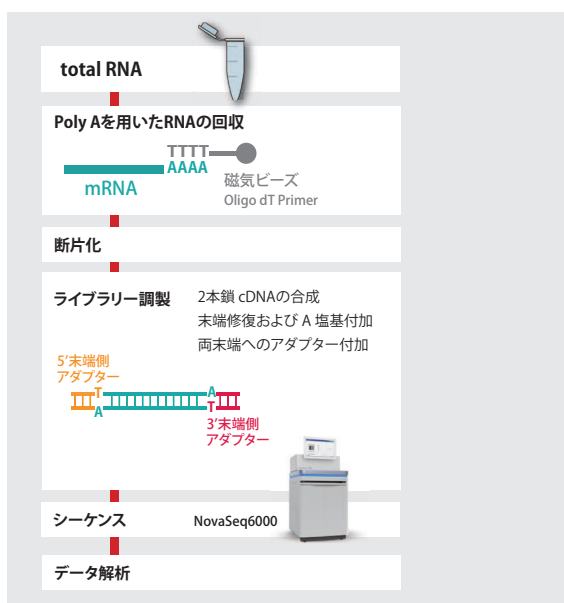 total RNA
Poly Aを用いたRNAの回収
TTTT
AAAA
mRNA
磁気ビーズ
Oligo dT Primer
断片化
ライブラリー調製
2本鎖 cDNAの合成
末端修復および A 塩基付加
両末端へのアダプター付加
5'末端側
アダプター
T
A
A
T
3'末端側
アダプター
シーケンス
NovaSeq6000
データ解析